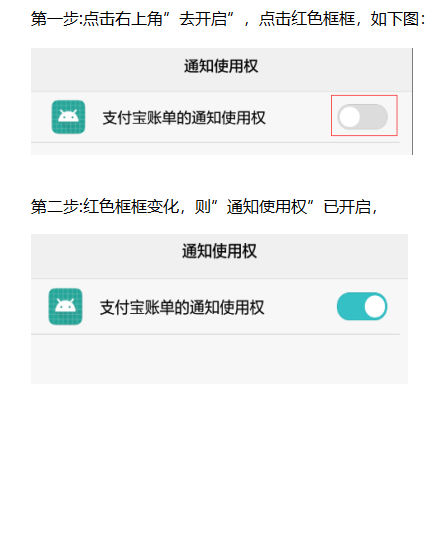 第一步:点击右上角”去开启”，点击红色框框，如下图：
通知使用权
支付宝账单的通知使用权
第二步:红色框框变化，则”通知使用权”已开启，
通知使用权
支付宝账单的通知使用权